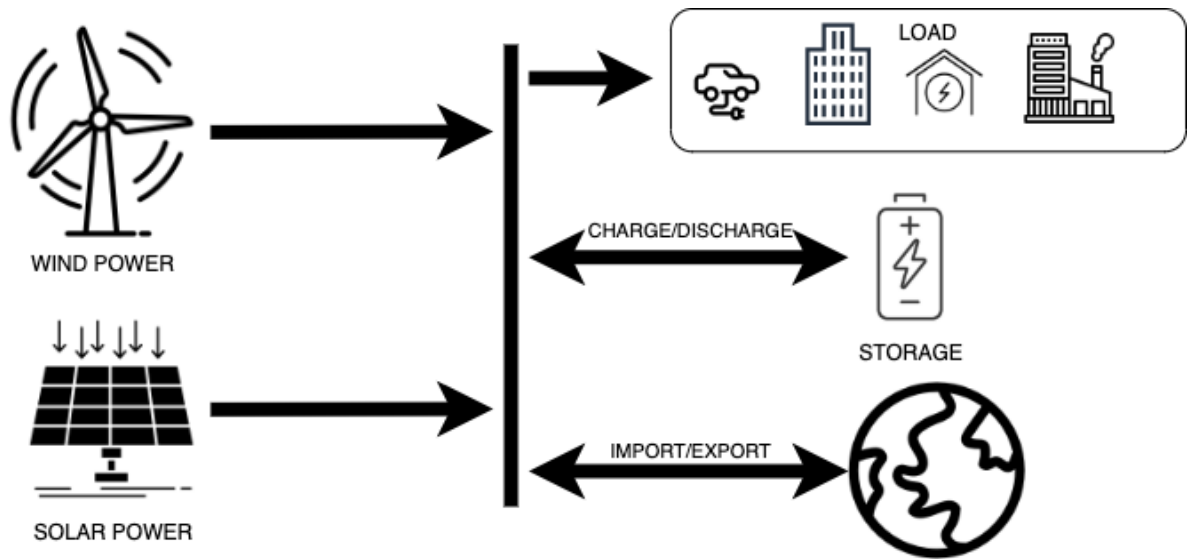 LOAD
WIND POWER
CHARGE/DISCHARGE
STORAGE
SOLAR POWER
IMPORT/EXPORT